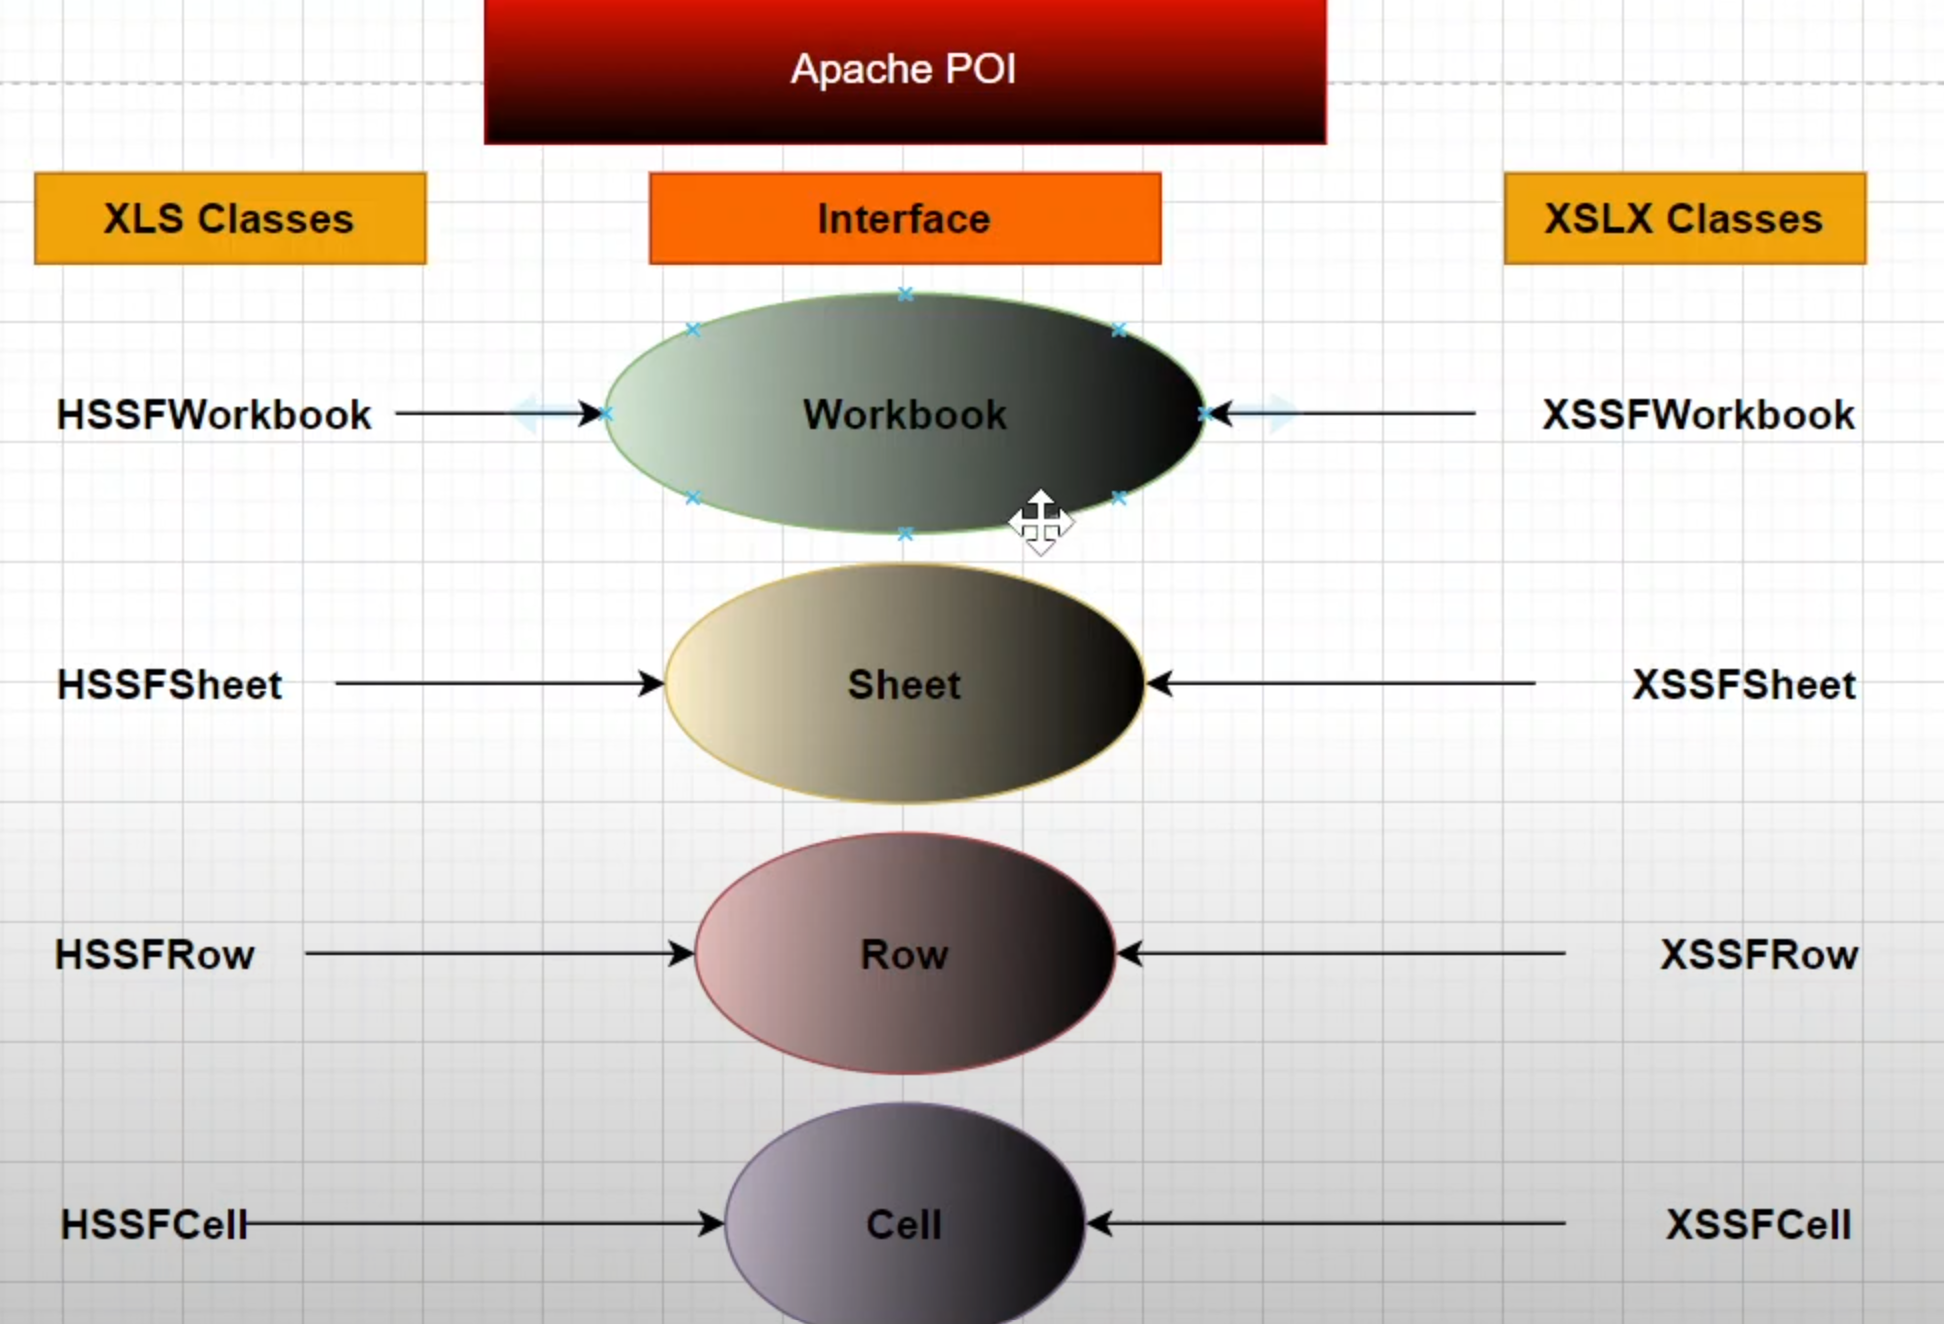 Apache POI
XLS Classes
Interface
XSLX Classes
HSSFWorkbook
Workbook
XSSFWorkbook
HSSFSheet
Sheet
XSSFSheet
HSSFRow
Row
XSSFRow
HSSFCell
Cell
XSSFCell